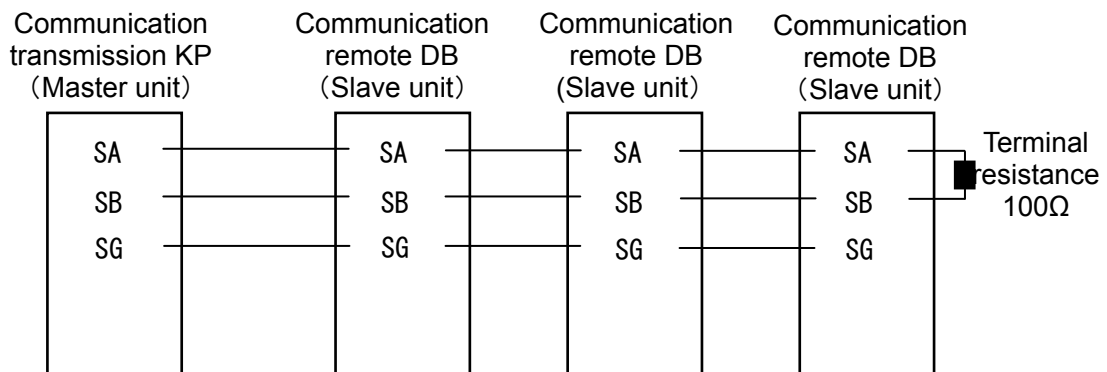 Communication
transmission KP
（Master unit）
Communication
remote DB
（Slave unit）
Communication
remote DB
(Slave unit）
Communication
remote DB
（Slave unit）
SA
SB
SG
SA
SB
SG
SA
SB
SG
SA
SB
SG
Terminal
resistance
100Ω